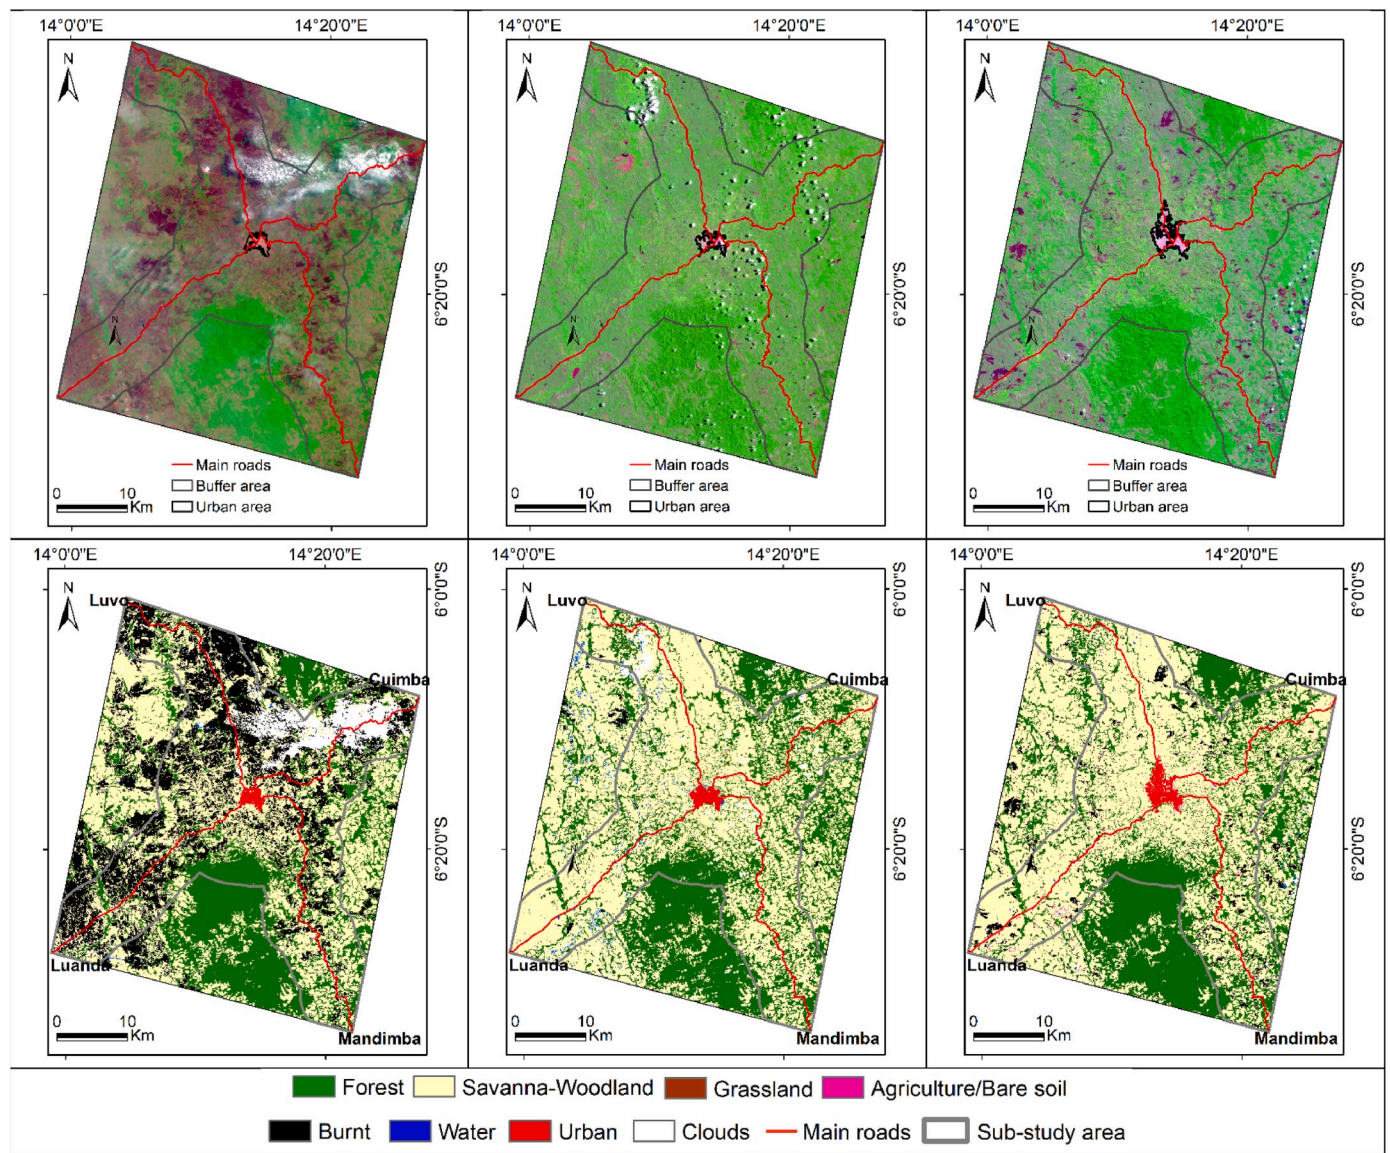 14°0'0"E 14°20'0"E 14°0'0"E 14°20'0"E 14°0'0"E 14°20'0"E
N N N
6°20'0"S 6°20'0"S 6°20'0"S
N N N
Main roads Main roads Main roads
Buffer area Buffer area Buffer area
0 10 Km Urban area 0 10 Km Urban area 0 10 Km Urban area
14°0'0"E 14°20'0"E 14°0'0"E 14°20'0"E 14°0'0"E 14°20'0"E
N 6°0'0"S N 6°0'0"S N 6°0'0"S
Luvo Luvo Luvo
Cuimba Cuimba Cuimba
6°20'0"S 6°20'0"S 6°20'0"S
Luanda Luanda Luanda
0 10 Km 0 10 Km 0 10 Km
Mandimba Mandimba Mandimba
Forest Savanna-Woodland Grassland Agriculture/Bare soil
Burnt Water Urban Clouds Main roads Sub-study area